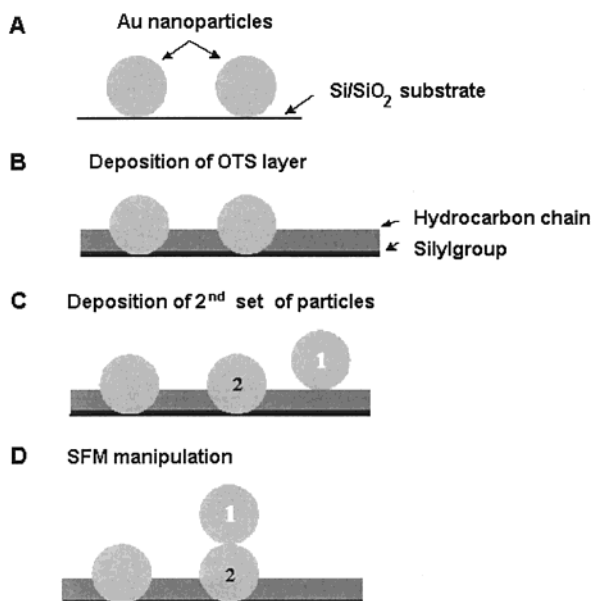 A
Au nanoparticles
Si/SiO₂ substrate
B
Deposition of OTS layer
Hydrocarbon chain
Silylgroup
C
Deposition of 2ⁿᵈ set of particles
1
2
D
SFM manipulation
1
2